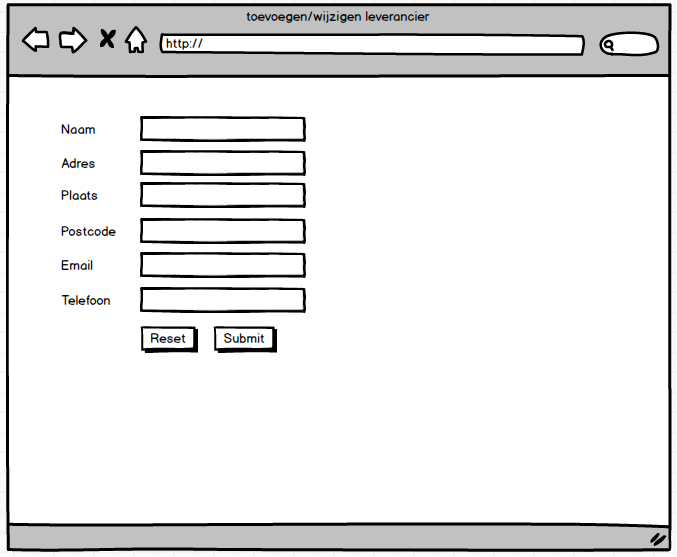 toevoegen/wijzigen leverancier
http://
Naam
Adres
Plaats
Postcode
Email
Telefoon
Reset Submit